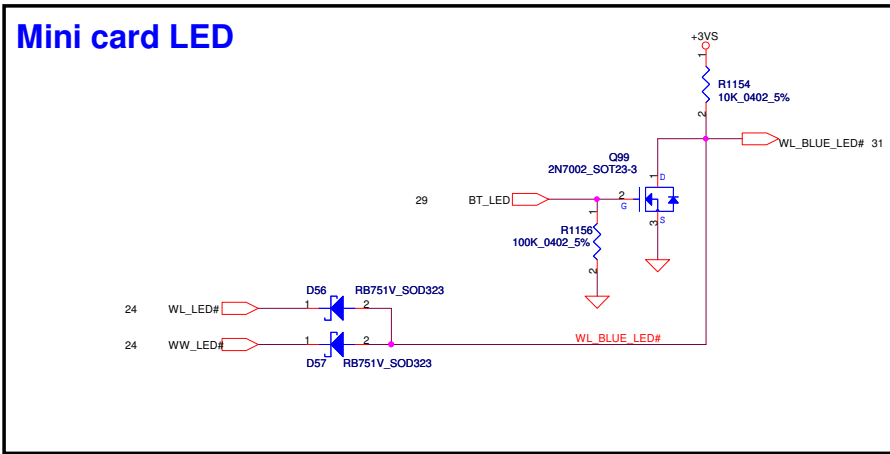 Mini card LED
+3VS
1
R1154
10K_0402_5%
2
WL_BLUE_LED# 31
Q99
2N7002_SOT23-3
1
D
29 BT_LED
2
G
S
3
1
R1156
100K_0402_5%
2
D56 RB751V_SOD323
24 WL_LED#
1 2
24 WW_LED#
1 2
WL_BLUE_LED#
D57 RB751V_SOD323